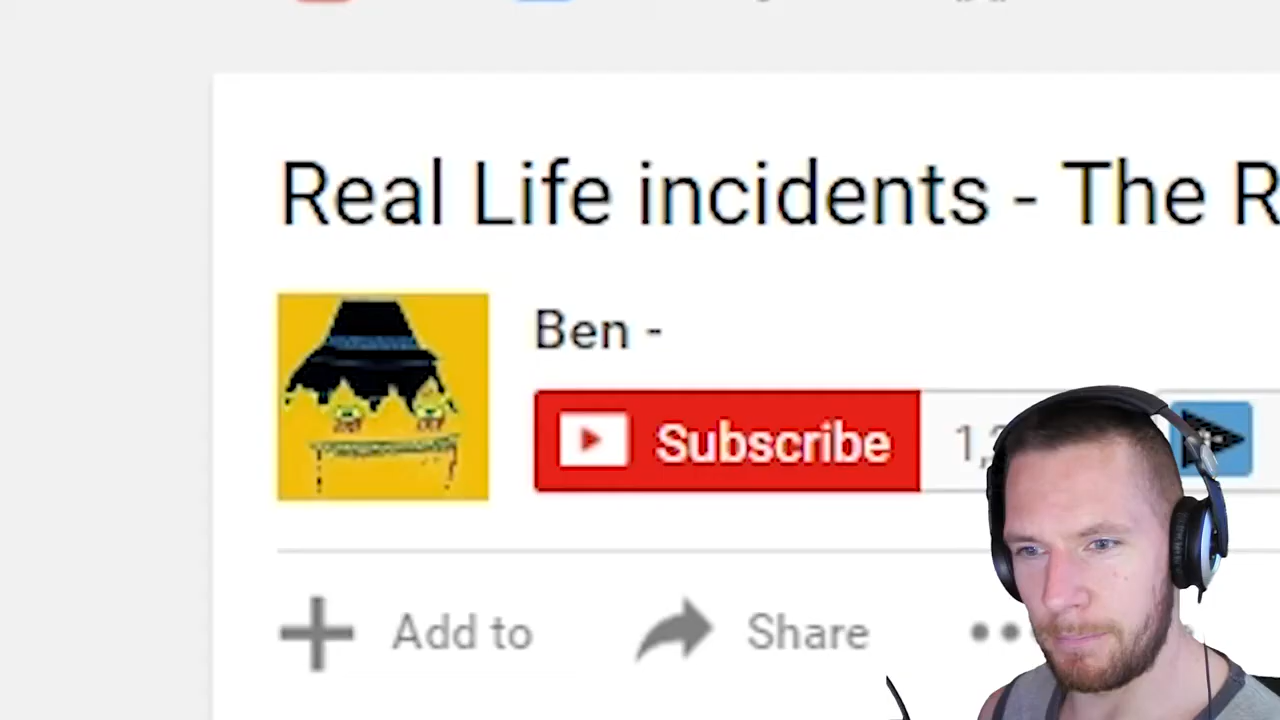 Real Life incidents - The
Ben -
Subscribe
Add to
Share